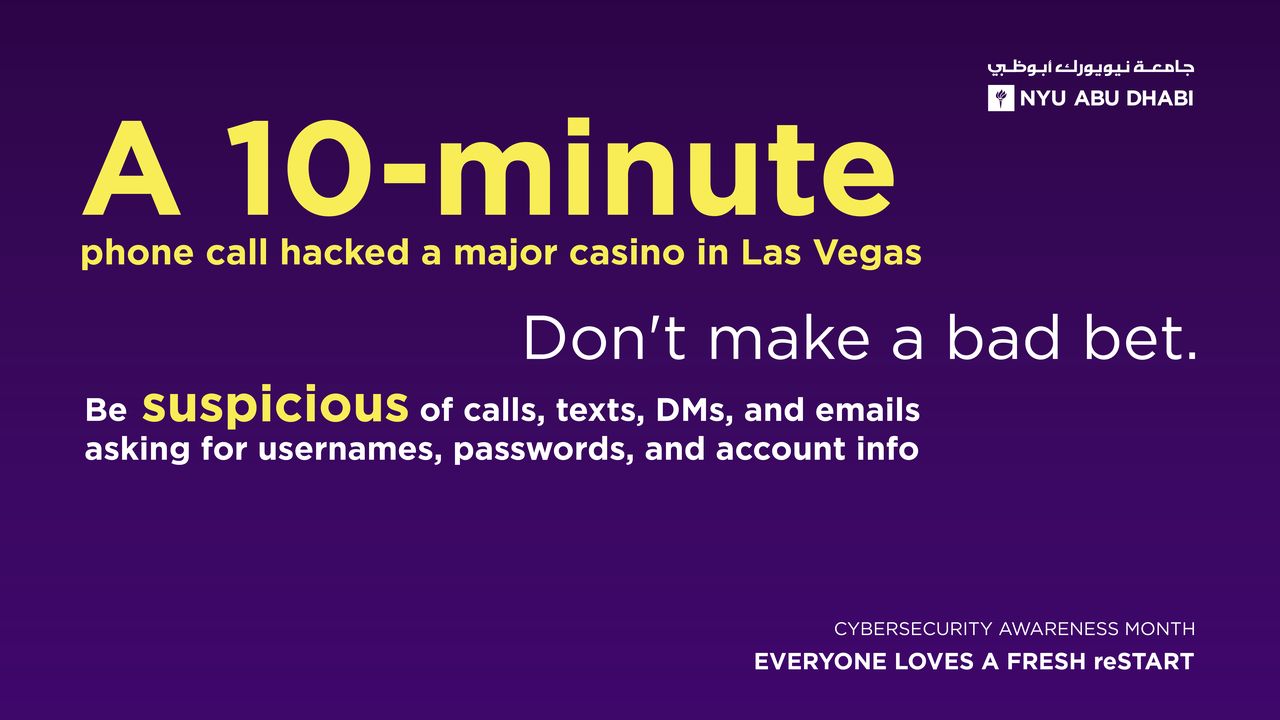 جامعة نيويورك أبوظبي
NYU ABU DHABI
A 10-minute
phone call hacked a major casino in Las Vegas
Don't make a bad bet.
Be suspicious of calls, texts, DMs, and emails
asking for usernames, passwords, and account info
CYBERSECURITY AWARENESS MONTH
EVERYONE LOVES A FRESH reSTART